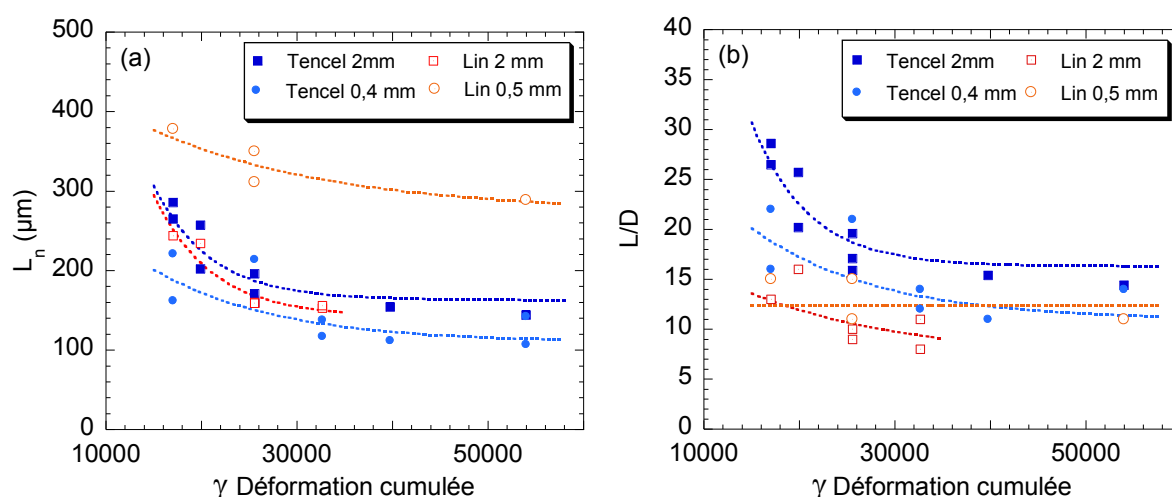 (a)
Tencel 2mm
Lin 2 mm
Tencel 0,4 mm
Lin 0,5 mm
500
400
300
200
100
0
L_n (µm)
10000
30000
50000
γ Déformation cumulée
(b)
Tencel 2mm
Lin 2 mm
Tencel 0,4 mm
Lin 0,5 mm
40
35
30
25
20
15
10
5
0
L/D
10000
30000
50000
γ Déformation cumulée